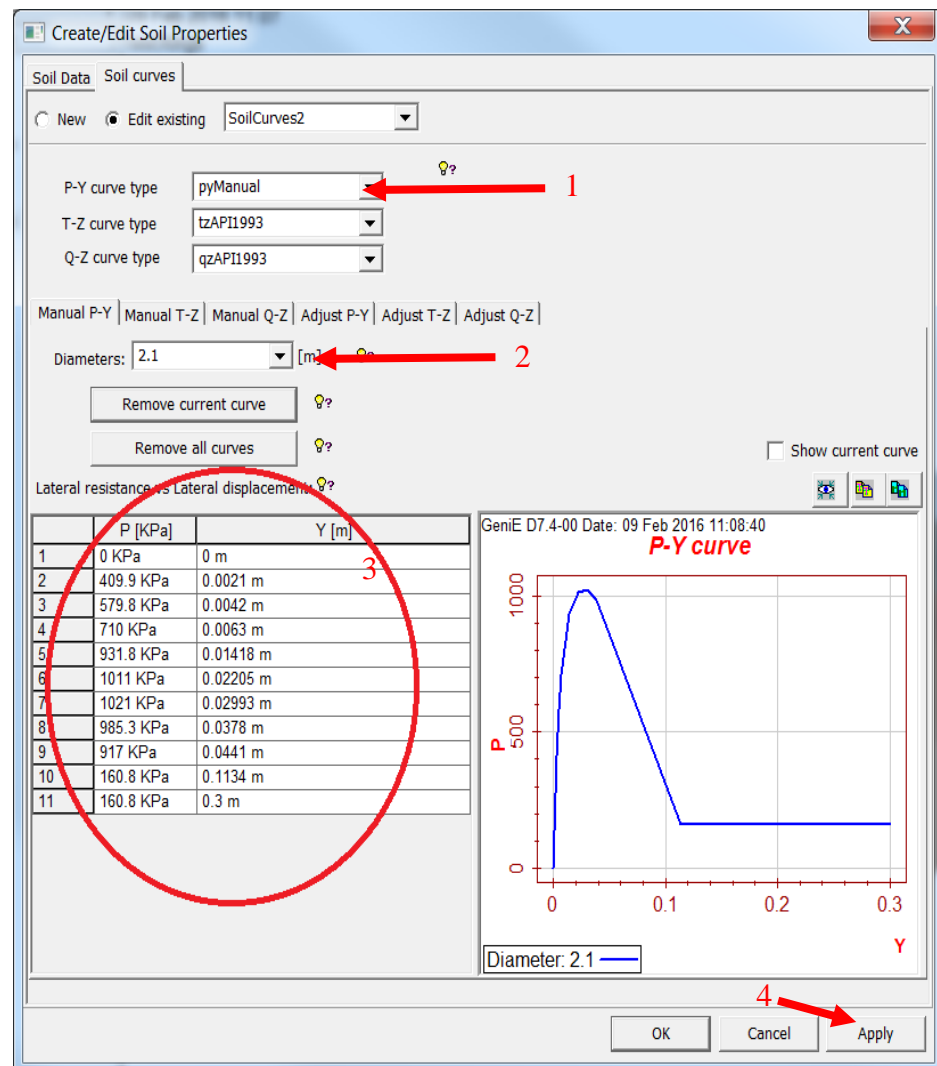 Create/Edit Soil Properties
X
Soil Data Soil curves
New Edit existing SoilCurves2
P-Y curve type pyManual 1
T-Z curve type tzAPI1993
Q-Z curve type qzAPI1993
Manual P-Y Manual T-Z Manual Q-Z Adjust P-Y Adjust T-Z Adjust Q-Z
Diameters: 2.1 [m] 2
Remove current curve
Remove all curves
Show current curve
Lateral resistance vs Lateral displacement:
P [KPa] Y [m]
1 0 KPa 0 m
2 409.9 KPa 0.0021 m
3 579.8 KPa 0.0042 m
4 710 KPa 0.0063 m
5 931.8 KPa 0.01418 m
6 1011 KPa 0.02205 m
7 1021 KPa 0.02993 m
8 985.3 KPa 0.0378 m
9 917 KPa 0.0441 m
10 160.8 KPa 0.1134 m
11 160.8 KPa 0.3 m
3
GeniE D7.4-00 Date: 09 Feb 2016 11:08:40
P-Y curve
1000
500
P
0
0 0.1 0.2 0.3
Y
Diameter: 2.1
4
OK Cancel Apply